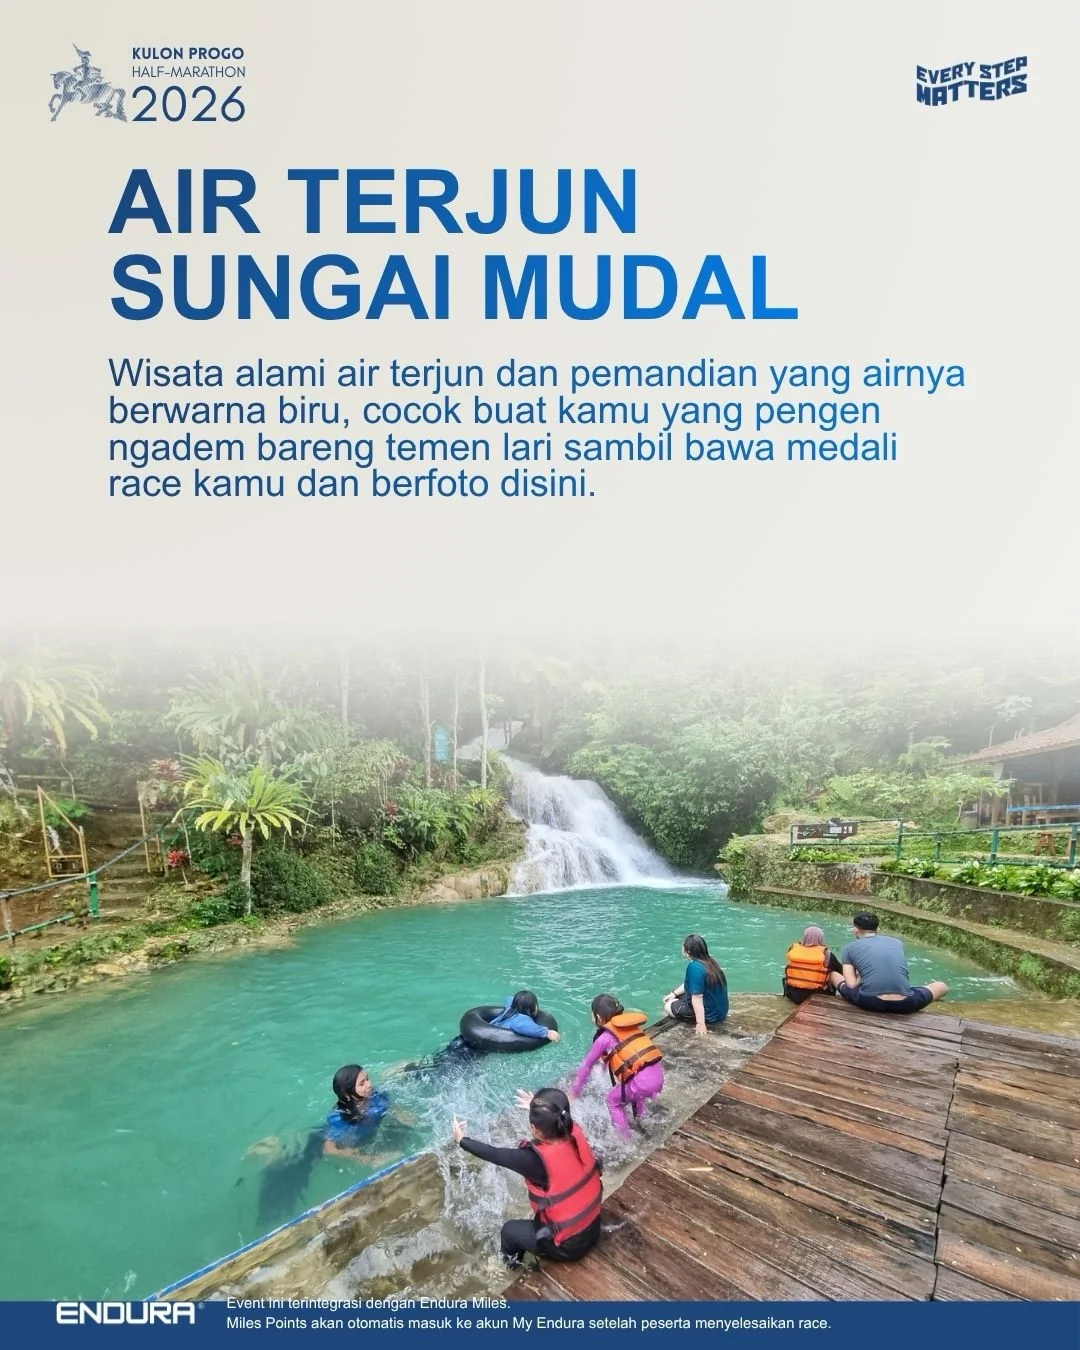 KULON PROGO
HALF-MARATHON
2026
EVERY STEP
MATTERS
AIR TERJUN
SUNGAI MUDAL
Wisata alami air terjun dan pemandian yang airnya
berwarna biru, cocok buat kamu yang pengen
ngadem bareng temen lari sambil bawa medali
race kamu dan berfoto disini.
ENDURA
Event ini terintegrasi dengan Endura Miles.
Miles Points akan otomatis masuk ke akun My Endura setelah peserta menyelesaikan race.